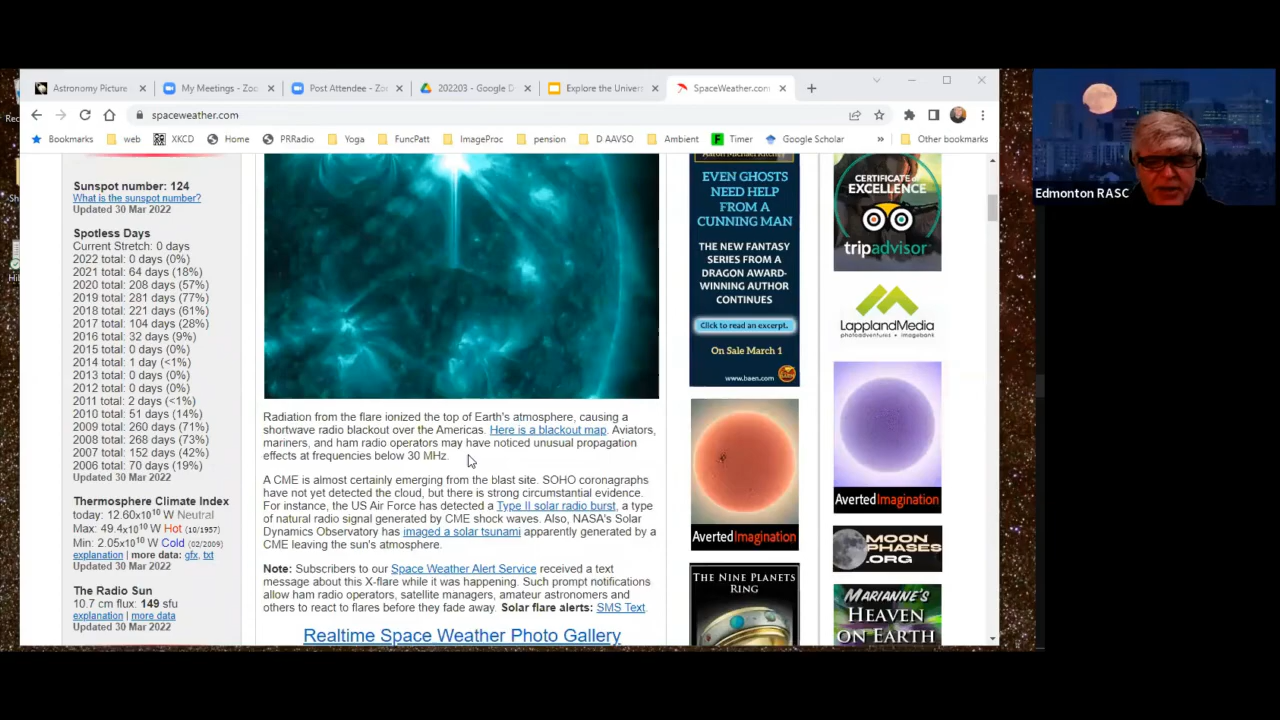 Astronomy Picture
My Meetings - Zoo
Post Attendee - Zo
202203 - Google D
Explore the Univer
SpaceWeather.com
spaceweather.com
Bookmarks
web
XKCD
Home
PRRadio
Yoga
FuncPatt
ImageProc
pension
D AAVSO
Ambient
Timer
Google Scholar
»
Other bookmarks
Sunspot number: 124
What is the sunspot number?
Updated 30 Mar 2022
Spotless Days
Current Stretch: 0 days
2022 total: 0 days (0%)
2021 total: 64 days (18%)
2020 total: 208 days (57%)
2019 total: 281 days (77%)
2018 total: 221 days (61%)
2017 total: 104 days (28%)
2016 total: 32 days (9%)
2015 total: 0 days (0%)
2014 total: 1 day (<1%)
2013 total: 0 days (0%)
2012 total: 0 days (0%)
2011 total: 2 days (<1%)
2010 total: 51 days (14%)
2009 total: 260 days (71%)
2008 total: 268 days (73%)
2007 total: 152 days (42%)
2006 total: 70 days (19%)
Updated 30 Mar 2022
Thermosphere Climate Index
today: 12.60x10¹⁰ W Neutral
Max: 49.4x10¹⁰ W Hot (10/1957)
Min: 2.05x10¹⁰ W Cold (02/2009)
explanation | more data: gfx, txt
Updated 30 Mar 2022
The Radio Sun
10.7 cm flux: 149 sfu
explanation | more data
Updated 30 Mar 2022
Radiation from the flare ionized the top of Earth's atmosphere, causing a
shortwave radio blackout over the Americas. Here is a blackout map. Aviators,
mariners, and ham radio operators may have noticed unusual propagation
effects at frequencies below 30 MHz.
A CME is almost certainly emerging from the blast site. SOHO coronagraphs
have not yet detected the cloud, but there is strong circumstantial evidence.
For instance, the US Air Force has detected a Type II solar radio burst, a type
of natural radio signal generated by CME shock waves. Also, NASA's Solar
Dynamics Observatory has imaged a solar tsunami apparently generated by a
CME leaving the sun's atmosphere.
Note: Subscribers to our Space Weather Alert Service received a text
message about this X-flare while it was happening. Such prompt notifications
allow ham radio operators, satellite managers, amateur astronomers and
others to react to flares before they fade away. Solar flare alerts: SMS Text.
Realtime Space Weather Photo Gallery
EVEN GHOSTS
NEED HELP
FROM A
CUNNING MAN
THE NEW FANTASY
SERIES FROM A
DRAGON AWARD-
WINNING AUTHOR
CONTINUES
Click to read an excerpt.
On Sale March 1
www.baen.com
AvertedImagination
THE NINE PLANETS
RING
CERTIFICATE of
EXCELLENCE
tripadvisor
LapplandMedia
photoadventures + imagebank
AvertedImagination
MOON
PHASES
.ORG
MARIANNE'S
HEAVEN
ON EARTH
Edmonton RASC